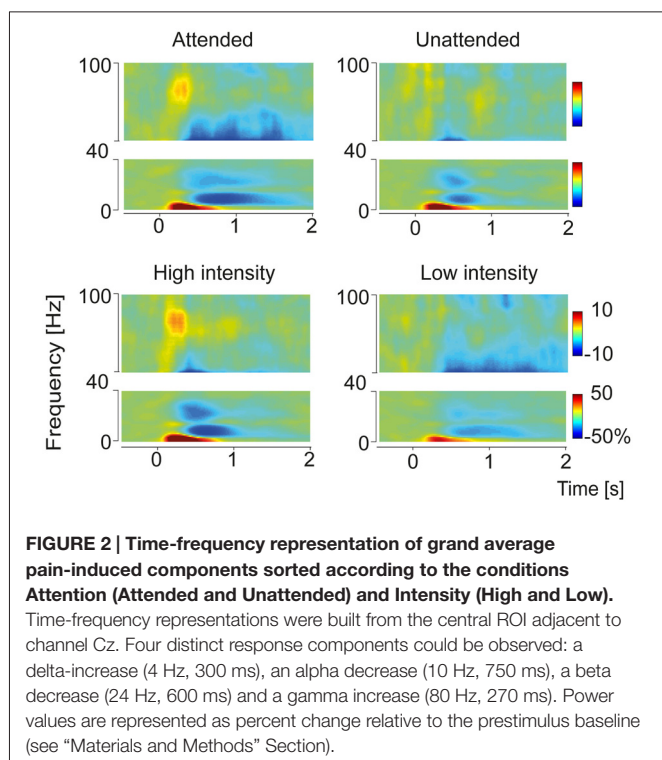 Attended Unattended
100 100
40 40
0 0
0 1 2 0 1 2
High intensity Low intensity
100 100
10
-10
40 40
50
-50%
0 0
0 1 2 0 1 2
Frequency [Hz]
Time [s]
FIGURE 2 | Time-frequency representation of grand average
pain-induced components sorted according to the conditions
Attention (Attended and Unattended) and Intensity (High and Low).
Time-frequency representations were built from the central ROI adjacent to
channel Cz. Four distinct response components could be observed: a
delta-increase (4 Hz, 300 ms), an alpha decrease (10 Hz, 750 ms), a beta
decrease (24 Hz, 600 ms) and a gamma increase (80 Hz, 270 ms). Power
values are represented as percent change relative to the prestimulus baseline
(see “Materials and Methods” Section).